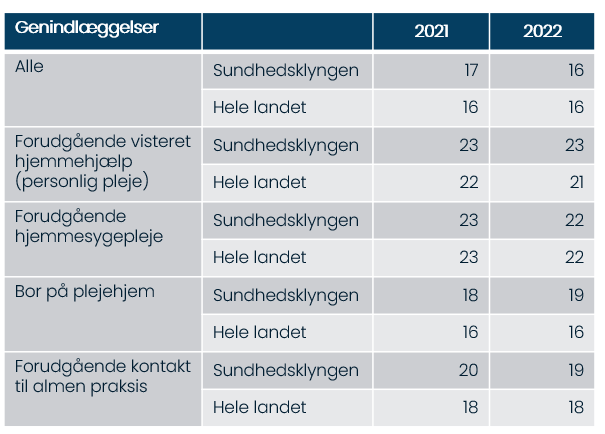 Genindlæggelser 2021 2022
Alle Sundhedsklyngen 17 16
Hele landet 16 16
Forudgående visteret
hjemmehjælp
(personlig pleje) Sundhedsklyngen 23 23
Hele landet 22 21
Forudgående
hjemmesygepleje Sundhedsklyngen 23 22
Hele landet 23 22
Bor på plejehjem Sundhedsklyngen 18 19
Hele landet 16 16
Forudgående kontakt
til almen praksis Sundhedsklyngen 20 19
Hele landet 18 18